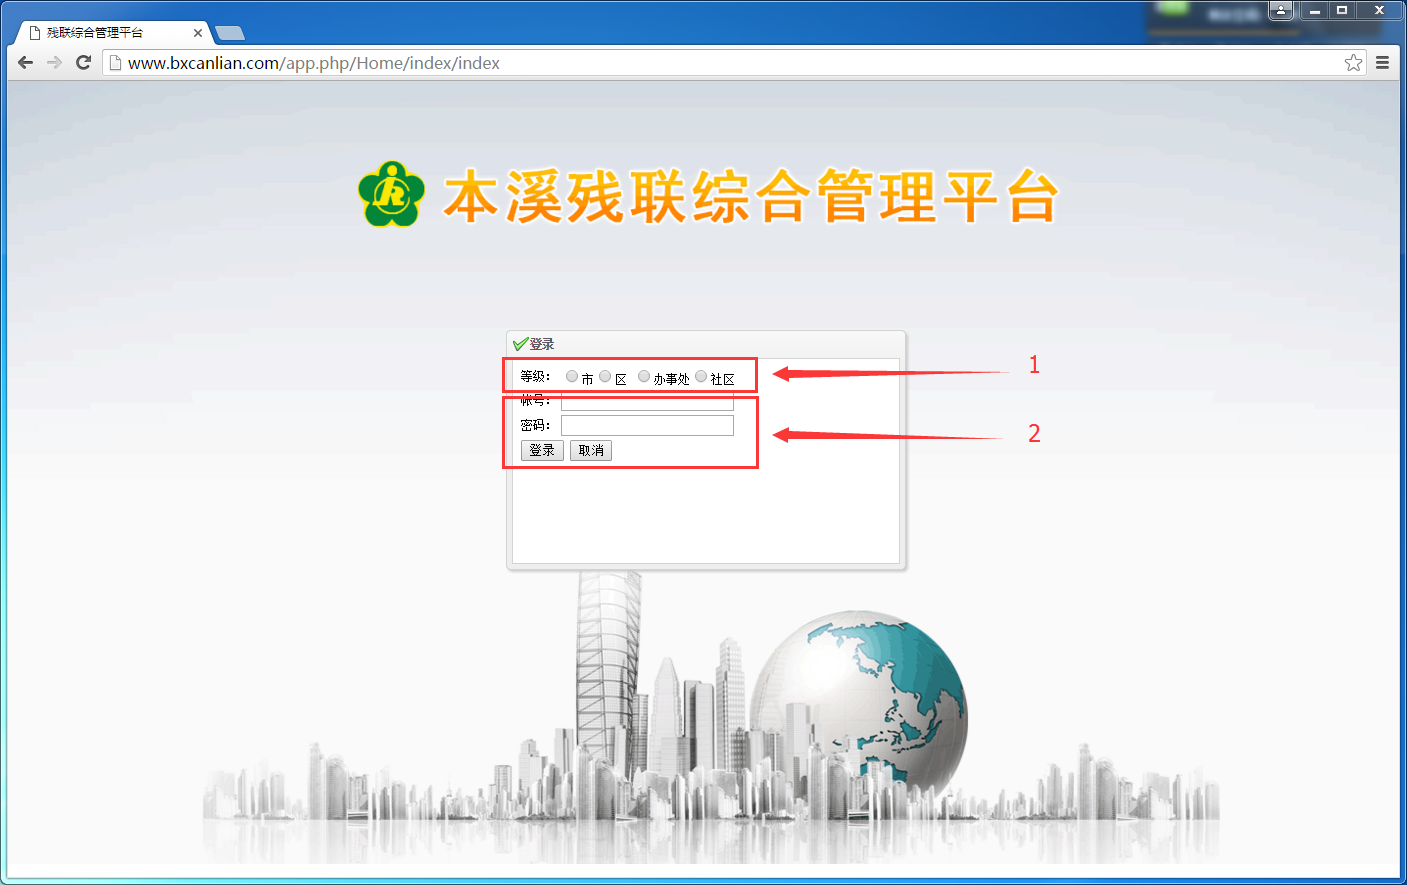 残联综合管理平台
www.bxcanlian.com/app.php/Home/index/index
本溪残联综合管理平台
登录
等级： 市 区 办事处 社区
1
帐号：
密码：
2
登录 取消